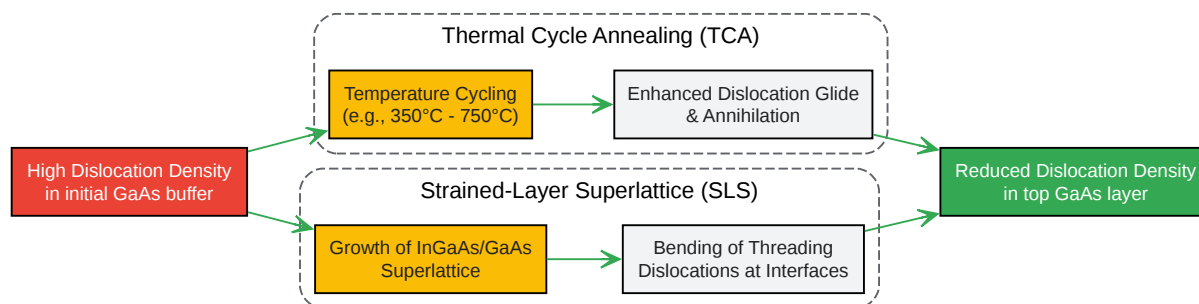 Thermal Cycle Annealing (TCA)
Temperature Cycling
(e.g., 350°C - 750°C)
Enhanced Dislocation Glide
& Annihilation
High Dislocation Density
in initial GaAs buffer
Reduced Dislocation Density
in top GaAs layer
Strained-Layer Superlattice (SLS)
Growth of InGaAs/GaAs
Superlattice
Bending of Threading
Dislocations at Interfaces